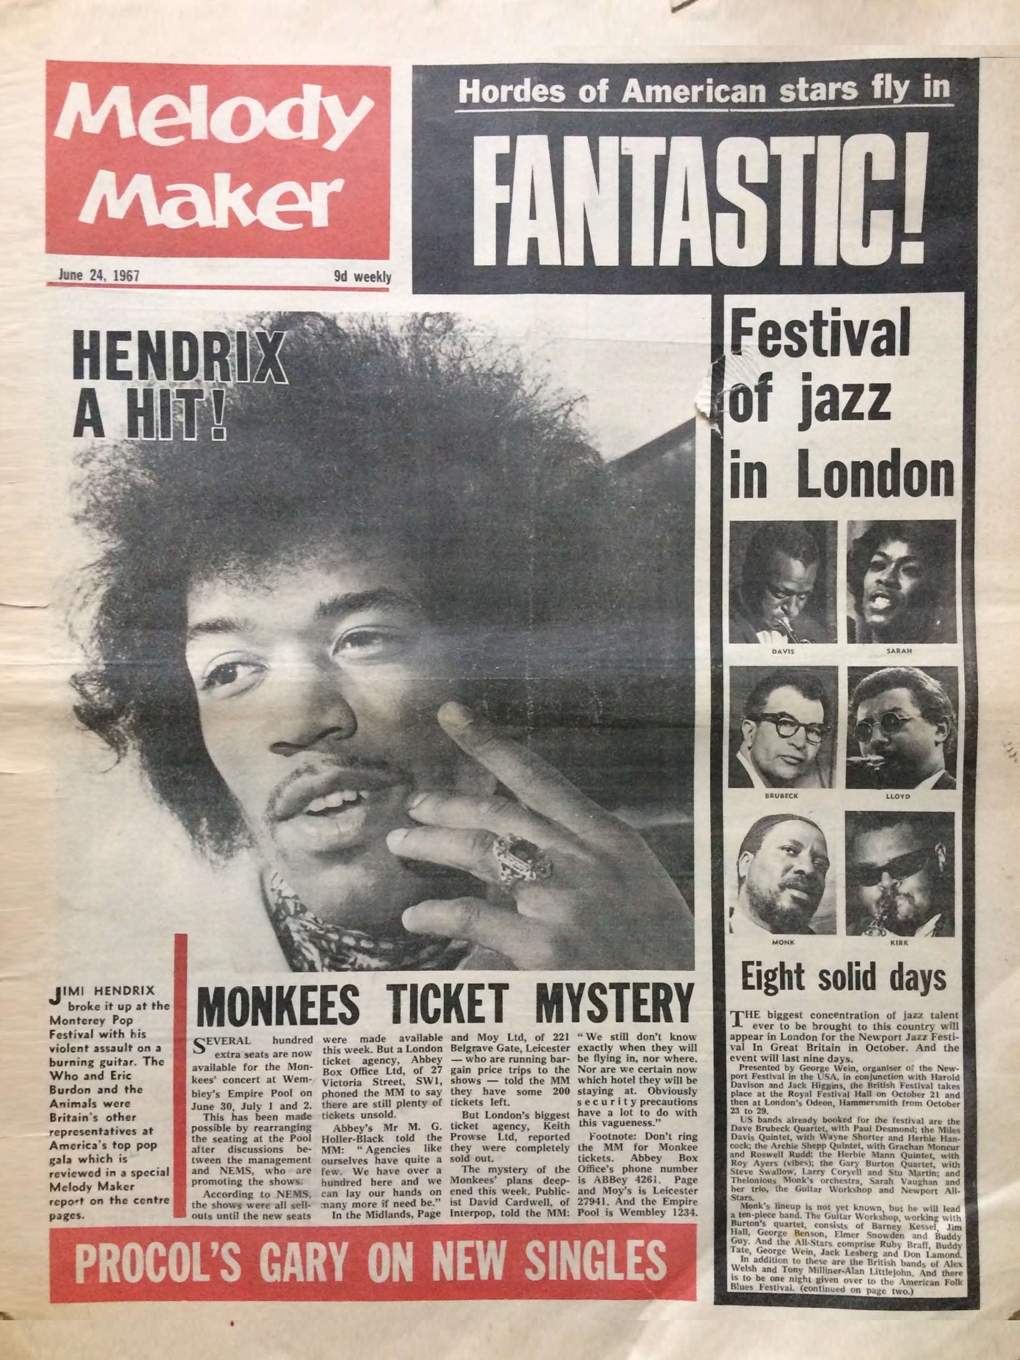 Melody
Maker
June 24, 1967
9d weekly
Hordes of American stars fly in
FANTASTIC!
HENDRIX
A HIT!
Festival
of jazz
in London
DAVIS
SARAH
BRUBECK
LLOYD
MONK
KIRK
Eight solid days
THE biggest concentration of jazz talent
ever to be brought to this country will
appear in London for the Newport Jazz Festi-
val In Great Britain in October. And the
event will last nine days.
Presented by George Wein, organiser of the New-
port Festival in the USA, in conjunction with Harold
Davison and Jack Higgins, the British Festival takes
place at the Royal Festival Hall on October 21 and
then at London's Odeon, Hammersmith from October
23 to 29.
US bands already booked for the festival are the
Dave Brubeck Quartet, with Paul Desmond; the Miles
Davis Quintet, with Wayne Shorter and Herbie Han-
cock; the Archie Shepp Quintet, with Grachan Moncur
and Roswell Rudd; the Herbie Mann Quintet, with
Roy Ayers (vibes); the Gary Burton Quartet, with
Steve Swallow, Larry Coryell and Stu Martin; and
Thelonious Monk's orchestra, Sarah Vaughan and
her trio, the Guitar Workshop and Newport All-
Stars.
Monk's lineup is not yet known, but he will lead
a ten-piece band. The Guitar Workshop, working with
Burton's quartet, consists of Barney Kessel, Jim
Hall, George Benson, Elmer Snowden and Buddy
Guy. And the All-Stars comprise Ruby Braff, Buddy
Tate, George Wein, Jack Lesberg and Don Lamond.
In addition to these are the British bands of Alex
Welsh and Tony Milliner-Alan Littlejohn. And there
is to be one night given over to the American Folk
Blues Festival. (continued on page two.)
JIMI HENDRIX
broke it up at the
Monterey Pop
Festival with his
violent assault on a
burning guitar. The
Who and Eric
Burdon and the
Animals were
Britain's other
representatives at
America's top pop
gala which is
reviewed in a special
Melody Maker
report on the centre
pages.
MONKEES TICKET MYSTERY
SEVERAL hundred
extra seats are now
available for the Mon-
kees' concert at Wem-
bley's Empire Pool on
June 30, July 1 and 2.
This has been made
possible by rearranging
the seating at the Pool
after discussions be-
tween the management
and NEMS, who are
promoting the shows.
According to NEMS,
the shows were all sell-
outs until the new seats
were made available
this week. But a London
ticket agency, Abbey
Box Office Ltd, of 27
Victoria Street, SW1,
phoned the MM to say
there are still plenty of
tickets unsold.
Abbey's Mr M. G.
Holler-Black told the
MM: "Agencies like
ourselves have quite a
few. We have over a
hundred here and we
can lay our hands on
many more if need be."
In the Midlands, Page
and Moy Ltd, of 221
Belgrave Gate, Leicester
— who are running bar-
gain price trips to the
shows — told the MM
they have some 200
tickets left.
But London's biggest
ticket agency, Keith
Prowse Ltd, reported
they were completely
sold out.
The mystery of the
Monkees' plans deep-
ened this week. Public-
ist David Cardwell, of
Interpop, told the MM:
"We still don't know
exactly when they will
be flying in, nor where.
Nor are we certain now
which hotel they will be
staying at. Obviously
security precautions
have a lot to do with
this vagueness."
Footnote: Don't ring
the MM for Monkee
tickets. Abbey Box
Office's phone number
is ABBey 4261. Page
and Moy's is Leicester
27941. And the Empire
Pool is Wembley 1234.
PROCOL'S GARY ON NEW SINGLES